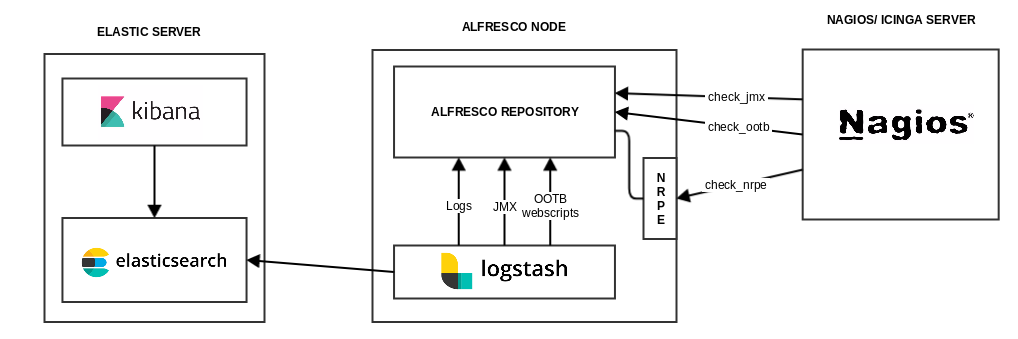 ELASTIC SERVER
ALFRESCO NODE
NAGIOS/ ICINGA SERVER
kibana
ALFRESCO REPOSITORY
check_jmx
check_ootb
Nagios®
check_nrpe
N
R
P
E
Logs
JMX
OOTB
webscripts
elasticsearch
logstash